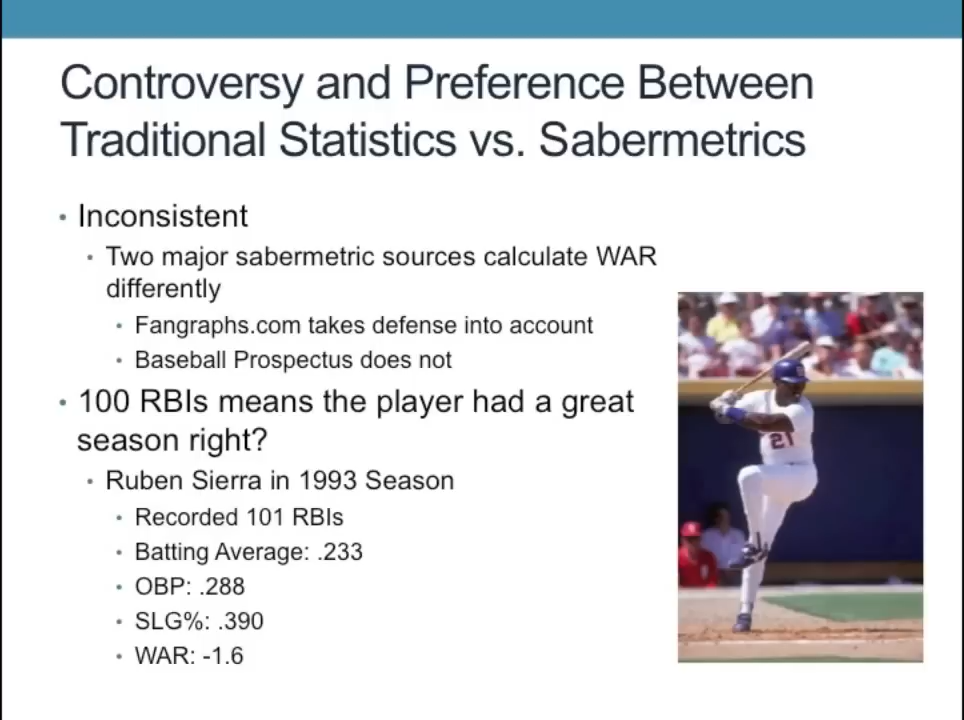 Controversy and Preference Between
Traditional Statistics vs. Sabermetrics
• Inconsistent
• Two major sabermetric sources calculate WAR
differently
• Fangraphs.com takes defense into account
• Baseball Prospectus does not
• 100 RBIs means the player had a great
season right?
• Ruben Sierra in 1993 Season
• Recorded 101 RBIs
• Batting Average: .233
• OBP: .288
• SLG%: .390
• WAR: -1.6
21